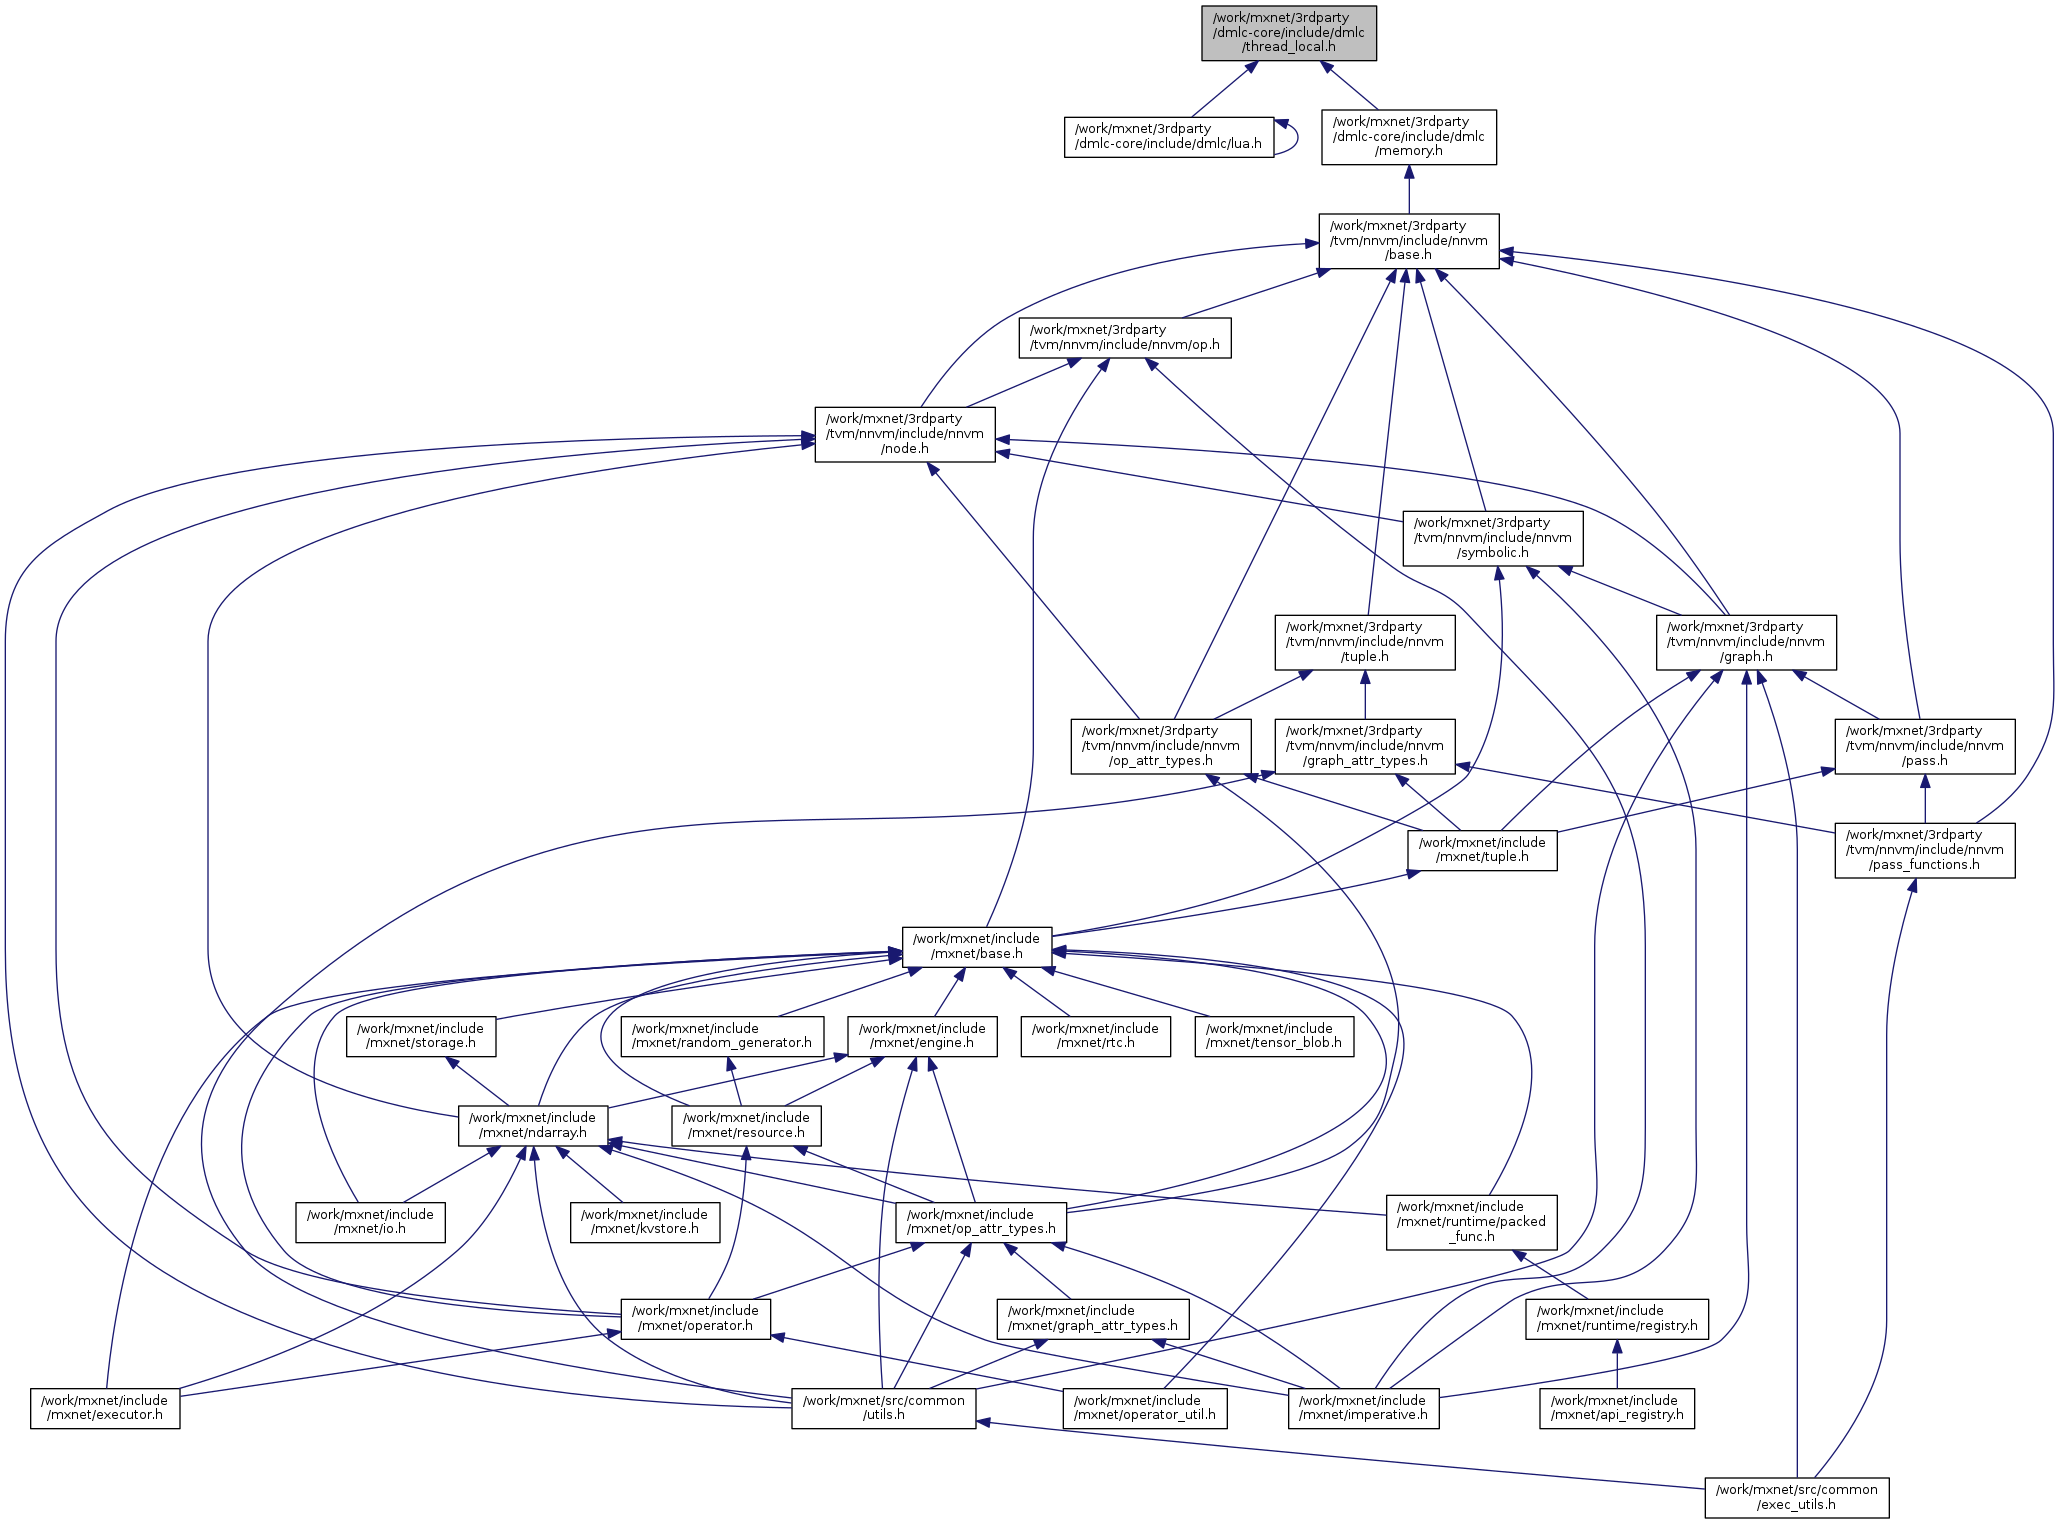 /work/mxnet/3rdparty
/dmlc-core/include/dmlc
/thread_local.h
/work/mxnet/3rdparty
/dmlc-core/include/dmlc/lua.h
/work/mxnet/3rdparty
/dmlc-core/include/dmlc
/memory.h
/work/mxnet/3rdparty
/tvm/nnvm/include/nnvm
/base.h
/work/mxnet/3rdparty
/tvm/nnvm/include/nnvm/op.h
/work/mxnet/3rdparty
/tvm/nnvm/include/nnvm
/node.h
/work/mxnet/3rdparty
/tvm/nnvm/include/nnvm
/symbolic.h
/work/mxnet/3rdparty
/tvm/nnvm/include/nnvm
/tuple.h
/work/mxnet/3rdparty
/tvm/nnvm/include/nnvm
/graph.h
/work/mxnet/3rdparty
/tvm/nnvm/include/nnvm
/op_attr_types.h
/work/mxnet/3rdparty
/tvm/nnvm/include/nnvm
/graph_attr_types.h
/work/mxnet/3rdparty
/tvm/nnvm/include/nnvm
/pass.h
/work/mxnet/include
/mxnet/tuple.h
/work/mxnet/3rdparty
/tvm/nnvm/include/nnvm
/pass_functions.h
/work/mxnet/include
/mxnet/base.h
/work/mxnet/include
/mxnet/storage.h
/work/mxnet/include
/mxnet/random_generator.h
/work/mxnet/include
/mxnet/engine.h
/work/mxnet/include
/mxnet/rtc.h
/work/mxnet/include
/mxnet/tensor_blob.h
/work/mxnet/include
/mxnet/ndarray.h
/work/mxnet/include
/mxnet/resource.h
/work/mxnet/include
/mxnet/io.h
/work/mxnet/include
/mxnet/kvstore.h
/work/mxnet/include
/mxnet/op_attr_types.h
/work/mxnet/include
/mxnet/runtime/packed
_func.h
/work/mxnet/include
/mxnet/operator.h
/work/mxnet/include
/mxnet/graph_attr_types.h
/work/mxnet/include
/mxnet/runtime/registry.h
/work/mxnet/include
/mxnet/executor.h
/work/mxnet/src/common
/utils.h
/work/mxnet/include
/mxnet/operator_util.h
/work/mxnet/include
/mxnet/imperative.h
/work/mxnet/include
/mxnet/api_registry.h
/work/mxnet/src/common
/exec_utils.h